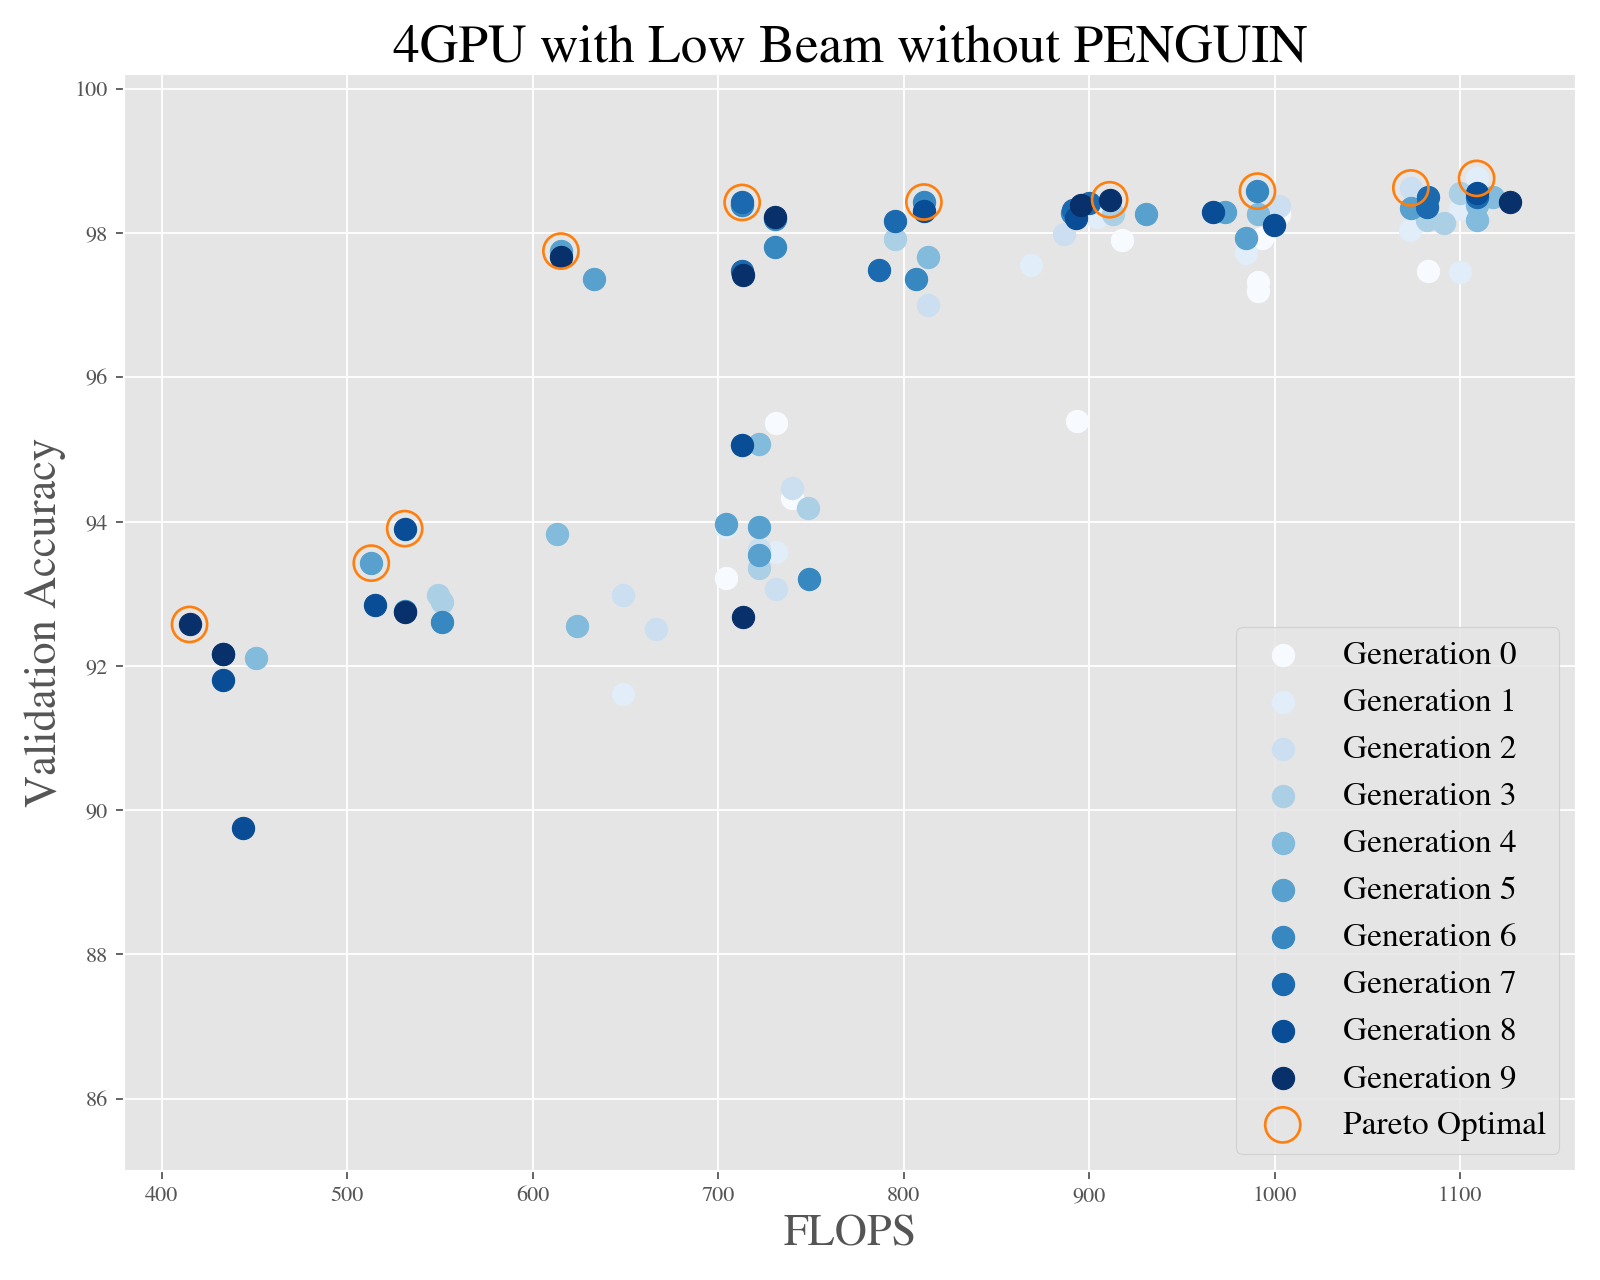 4GPU with Low Beam without PENGUIN
Validation Accuracy
100
98
96
94
92
90
88
86
400 500 600 700 800 900 1000 1100
FLOPS
Generation 0
Generation 1
Generation 2
Generation 3
Generation 4
Generation 5
Generation 6
Generation 7
Generation 8
Generation 9
Pareto Optimal